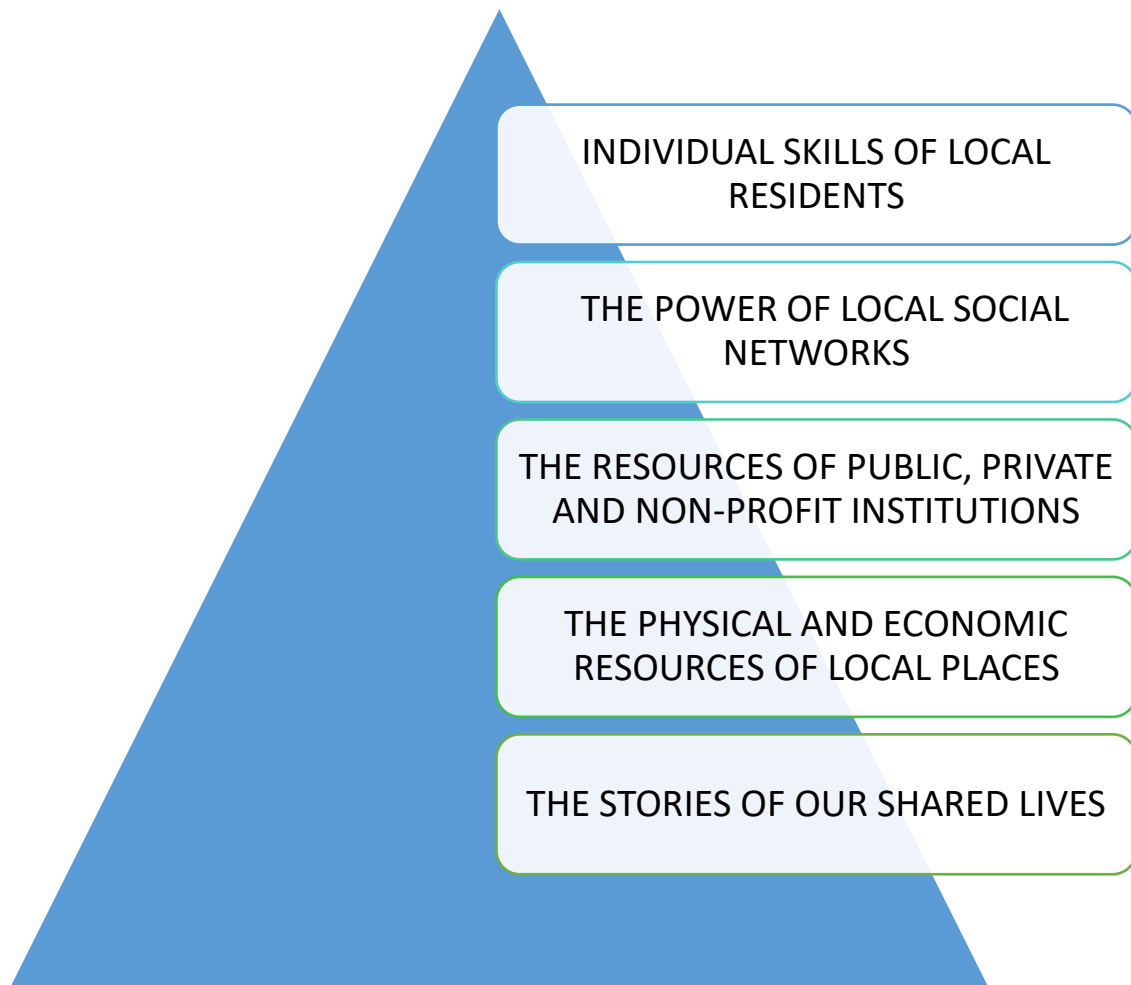 INDIVIDUAL SKILLS OF LOCAL
RESIDENTS
THE POWER OF LOCAL SOCIAL
NETWORKS
THE RESOURCES OF PUBLIC, PRIVATE
AND NON-PROFIT INSTITUTIONS
THE PHYSICAL AND ECONOMIC
RESOURCES OF LOCAL PLACES
THE STORIES OF OUR SHARED LIVES